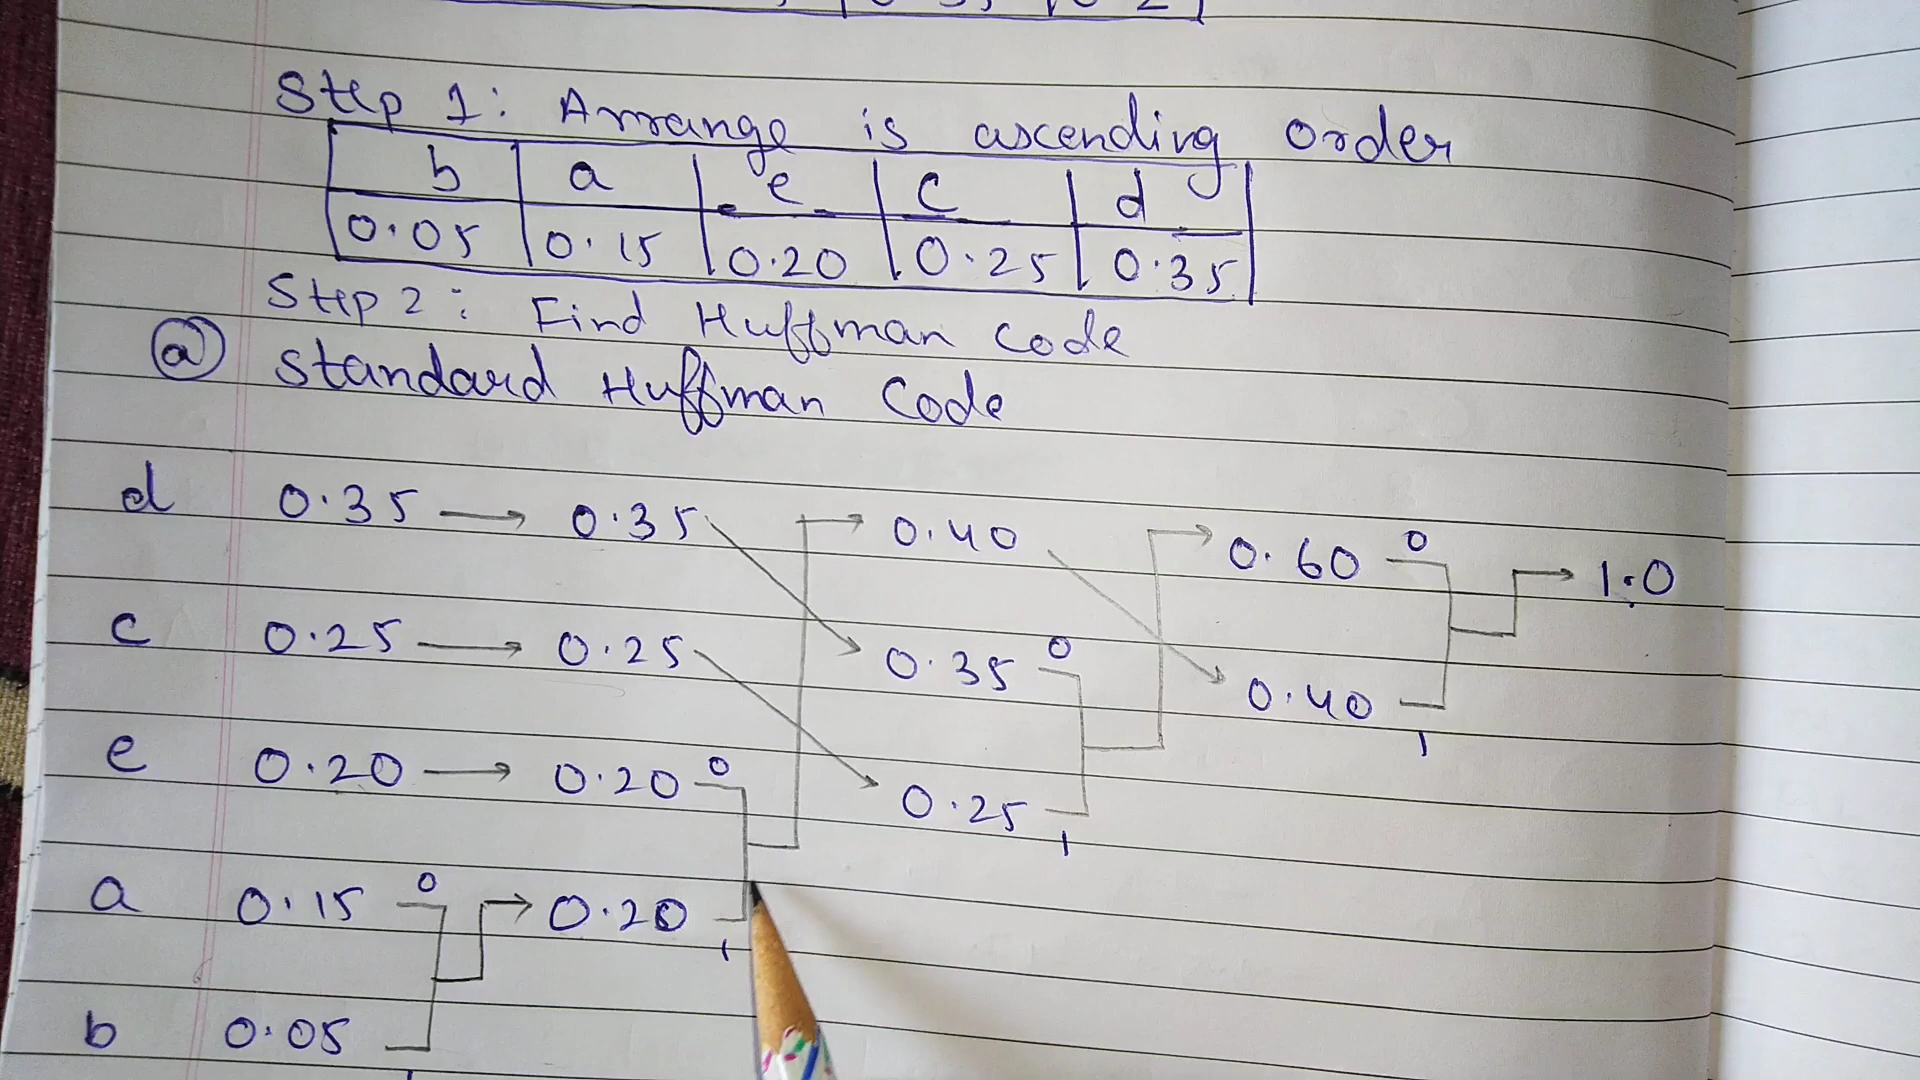 Step 1: Arrange is ascending order
b a e c d
0.05 0.15 0.20 0.25 0.35
Step 2: Find Huffman Code
(a) Standard Huffman Code
d 0.35 → 0.35 → 0.40 → 0.60 0 → 1.0
c 0.25 → 0.25 → 0.35 0 → 0.40 1
e 0.20 → 0.20 0 → 0.25 1
a 0.15 0 → 0.20 1
b 0.05 1